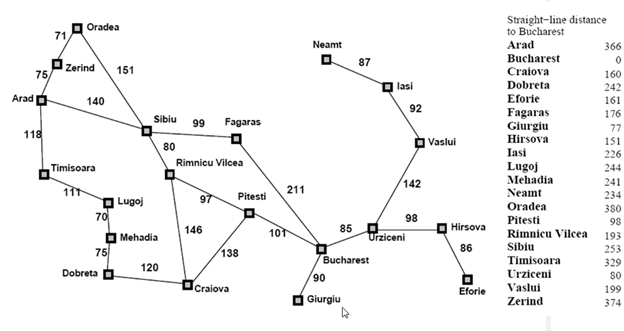 Straight-line distance
to Bucharest
Arad 366
Bucharest 0
Craiova 160
Dobreta 242
Eforie 161
Fagaras 176
Giurgiu 77
Hirsova 151
Iasi 226
Lugoj 244
Mehadia 241
Neamt 234
Oradea 380
Pitesti 98
Rimnicu Vilcea 193
Sibiu 253
Timisoara 329
Urziceni 80
Vaslui 199
Zerind 374
Oradea
71
Neamt
87
Zerind
151
Iasi
75
Arad
140
92
Sibiu
99
Fagaras
118
80
Vaslui
Rimnicu Vilcea
Timisoara
111
97
Pitesti
211
142
Lugoj
70
146
101
85
98
Hirsova
Urziceni
Mehadia
75
138
86
Bucharest
120
90
Dobreta
Craiova
Giurgiu
Eforie